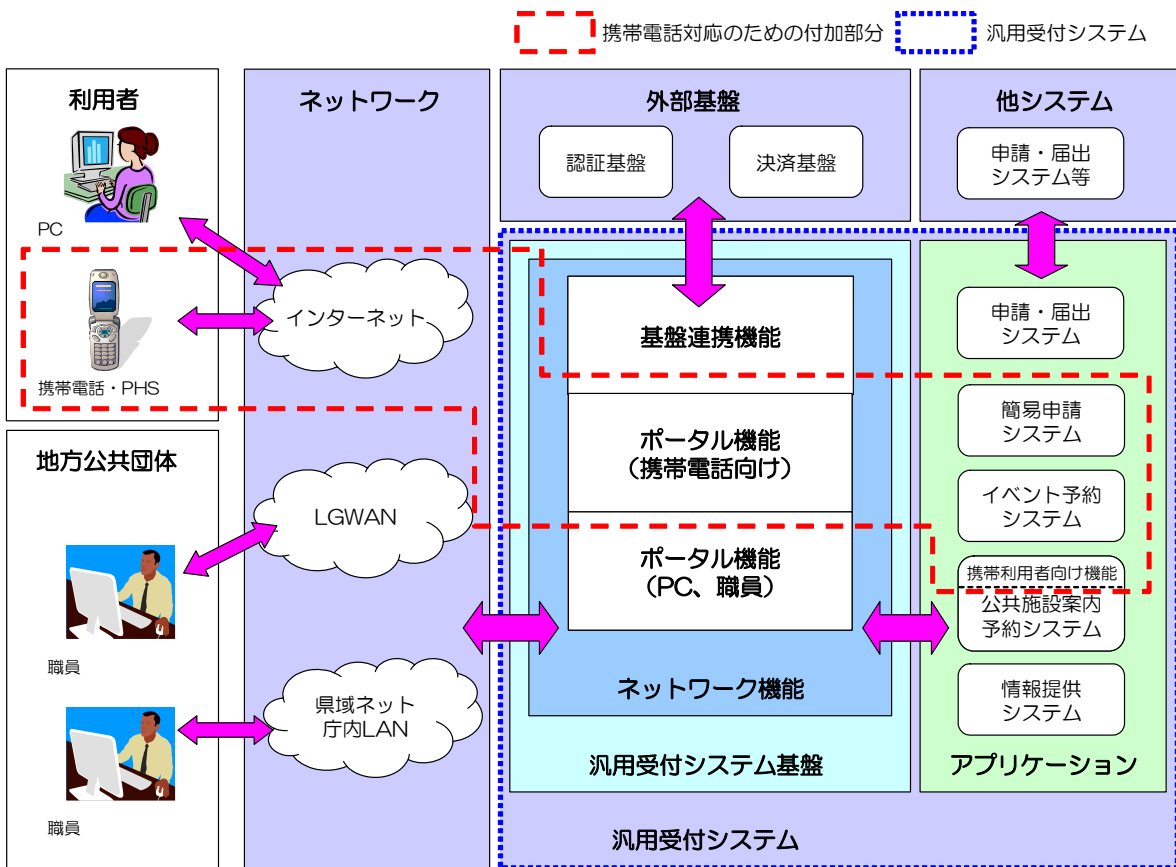 携帯電話対応のための付加部分
汎用受付システム
利用者
PC
携帯電話・PHS
地方公共団体
職員
職員
ネットワーク
インターネット
LGWAN
県域ネット
庁内LAN
外部基盤
認証基盤
決済基盤
他システム
申請・届出
システム等
基盤連携機能
ポータル機能
（携帯電話向け）
ポータル機能
（PC、職員）
ネットワーク機能
汎用受付システム基盤
申請・届出
システム
簡易申請
システム
イベント予約
システム
携帯利用者向け機能
公共施設案内
予約システム
情報提供
システム
アプリケーション
汎用受付システム